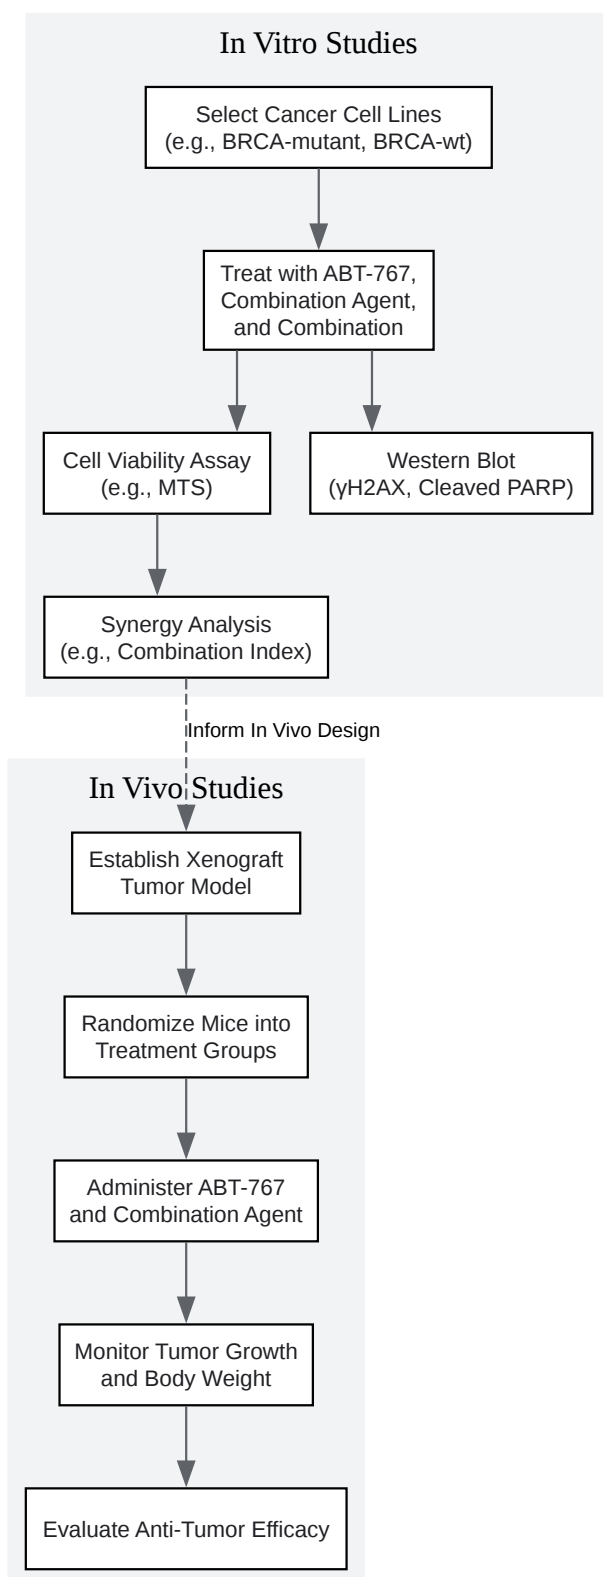 In Vitro Studies
Select Cancer Cell Lines
(e.g., BRCA-mutant, BRCA-wt)
Treat with ABT-767,
Combination Agent,
and Combination
Cell Viability Assay
(e.g., MTS)
Western Blot
(γH2AX, Cleaved PARP)
Synergy Analysis
(e.g., Combination Index)
Inform In Vivo Design
In Vivo Studies
Establish Xenograft
Tumor Model
Randomize Mice into
Treatment Groups
Administer ABT-767
and Combination Agent
Monitor Tumor Growth
and Body Weight
Evaluate Anti-Tumor Efficacy